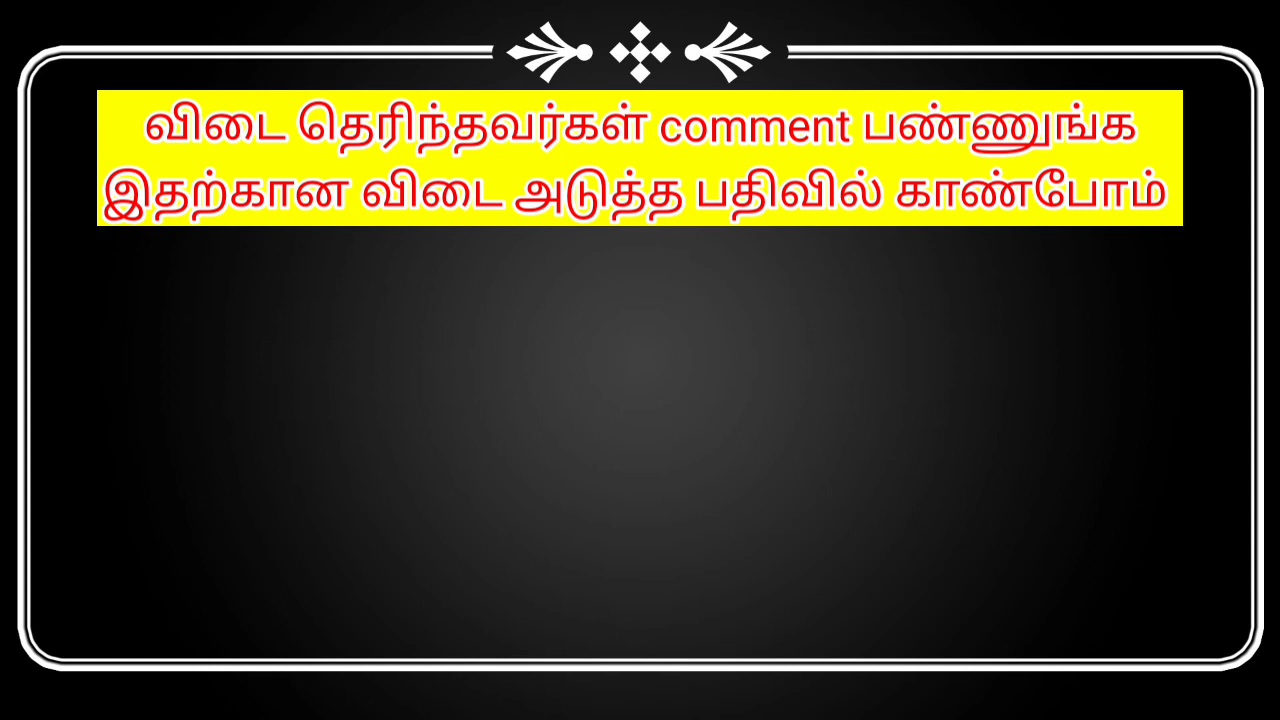 விடை தெரிந்தவர்கள் comment பண்ணுங்க
இதற்கான விடை அடுத்த பதிவில் காண்போம்